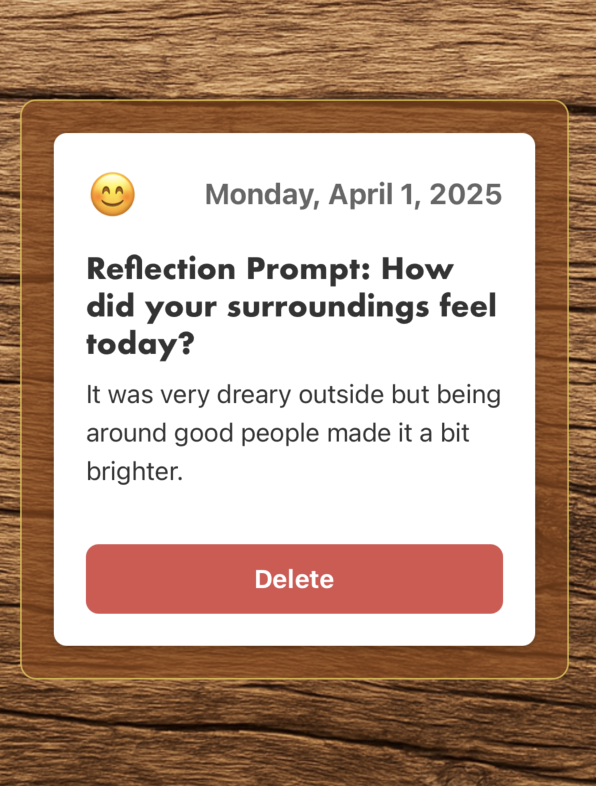 Monday, April 1, 2025
Reflection Prompt: How
did your surroundings feel
today?
It was very dreary outside but being
around good people made it a bit
brighter.
Delete